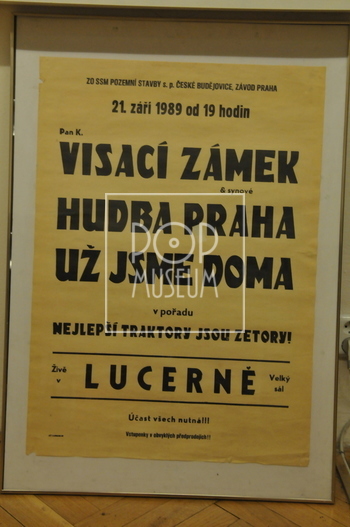 ZO SSM POZEMNÍ STAVBY s. p. ČESKÉ BUDĚJOVICE, ZÁVOD PRAHA
21. září 1989 od 19 hodin
Pan K.
VISACÍ ZÁMEK
& synové
HUDBA PRAHA
UŽ JSME DOMA
POP
MUSEUM
v pořadu
NEJLEPŠÍ TRAKTORY JSOU ZETORY!
Živě v
LUCERNĚ
Velký sál
Účast všech nutná!!!
Vstupenky v obvyklých předprodejích!!